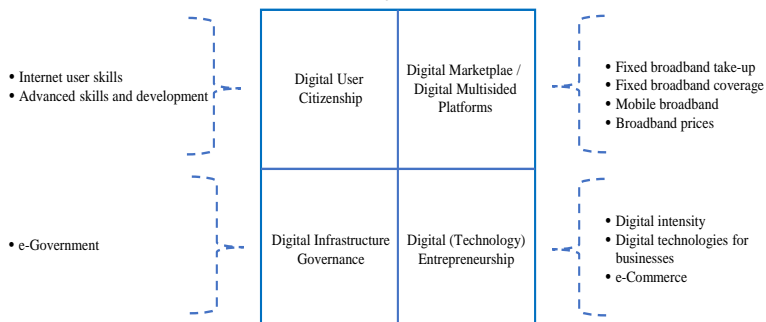 • Internet user skills
• Advanced skills and development
Digital User
Citizenship
Digital Marketplae /
Digital Multisided
Platforms
• Fixed broadband take-up
• Fixed broadband coverage
• Mobile broadband
• Broadband prices
• e-Government
Digital Infrastructure
Governance
Digital (Technology)
Entrepreneurship
• Digital intensity
• Digital technologies for
businesses
• e-Commerce